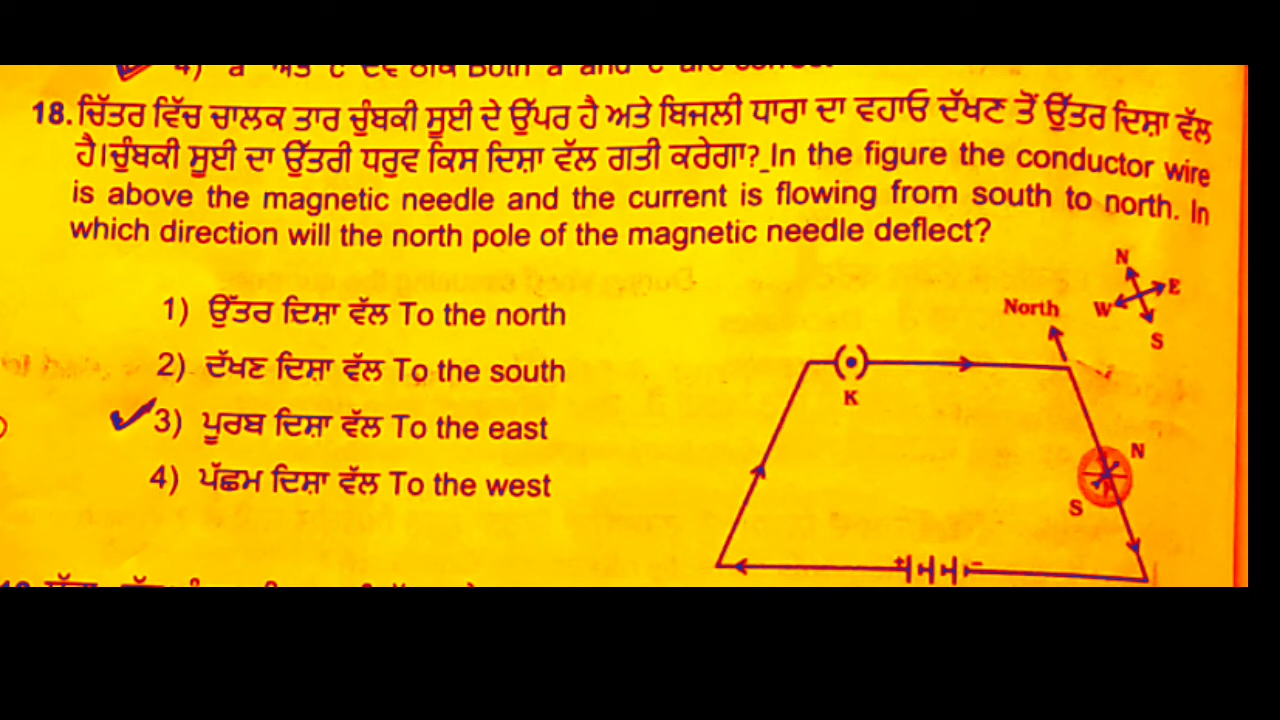 18. ਚਿੱਤਰ ਵਿੱਚ ਚਾਲਕ ਤਾਰ ਚੁੰਬਕੀ ਸੂਈ ਦੇ ਉੱਪਰ ਹੈ ਅਤੇ ਬਿਜਲੀ ਧਾਰਾ ਦਾ ਵਹਾਓ ਦੱਖਣ ਤੋਂ ਉੱਤਰ ਦਿਸ਼ਾ ਵੱਲ
ਹੈ।ਚੁੰਬਕੀ ਸੂਈ ਦਾ ਉੱਤਰੀ ਧਰੁਵ ਕਿਸ ਦਿਸ਼ਾ ਵੱਲ ਗਤੀ ਕਰੇਗਾ? In the figure the conductor wire
is above the magnetic needle and the current is flowing from south to north. In
which direction will the north pole of the magnetic needle deflect?
1) ਉੱਤਰ ਦਿਸ਼ਾ ਵੱਲ To the north
2) ਦੱਖਣ ਦਿਸ਼ਾ ਵੱਲ To the south
3) ਪੂਰਬ ਦਿਸ਼ਾ ਵੱਲ To the east
4) ਪੱਛਮ ਦਿਸ਼ਾ ਵੱਲ To the west
N
E
W
S
North
K
N
S
+ -